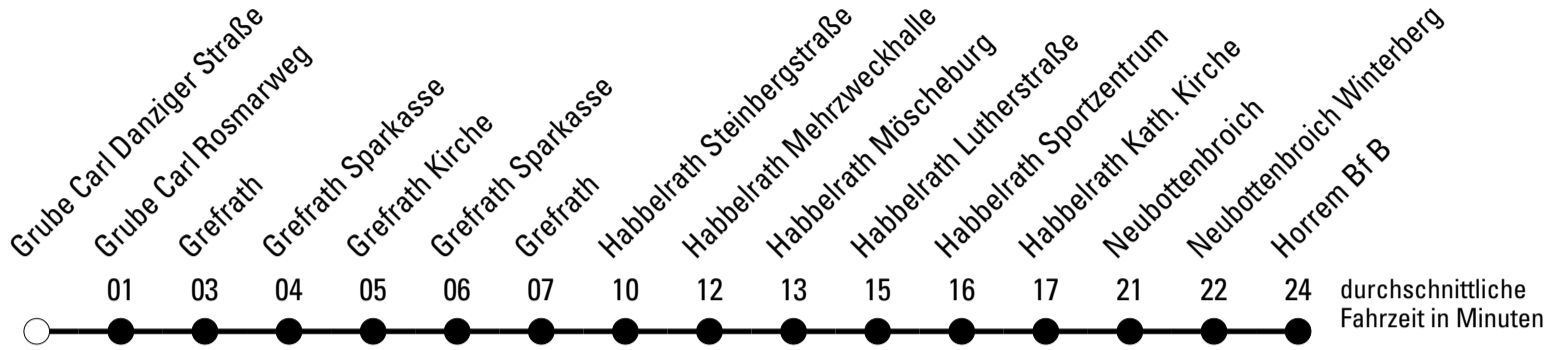 Grube Carl Danziger Straße
Grube Carl Rosmarweg
Grefrath
Grefrath Sparkasse
Grefrath Kirche
Grefrath Sparkasse
Grefrath
Habbelrath Steinbergstraße
Habbelrath Mehrzweckhalle
Habbelrath Möscheburg
Habbelrath Lutherstraße
Habbelrath Sportzentrum
Habbelrath Kath. Kirche
Neubottenbroich
Neubottenbroich Winterberg
Horrem Bf B
01 03 04 05 06 07 10 12 13 15 16 17 21 22 24
durchschnittliche
Fahrzeit in Minuten